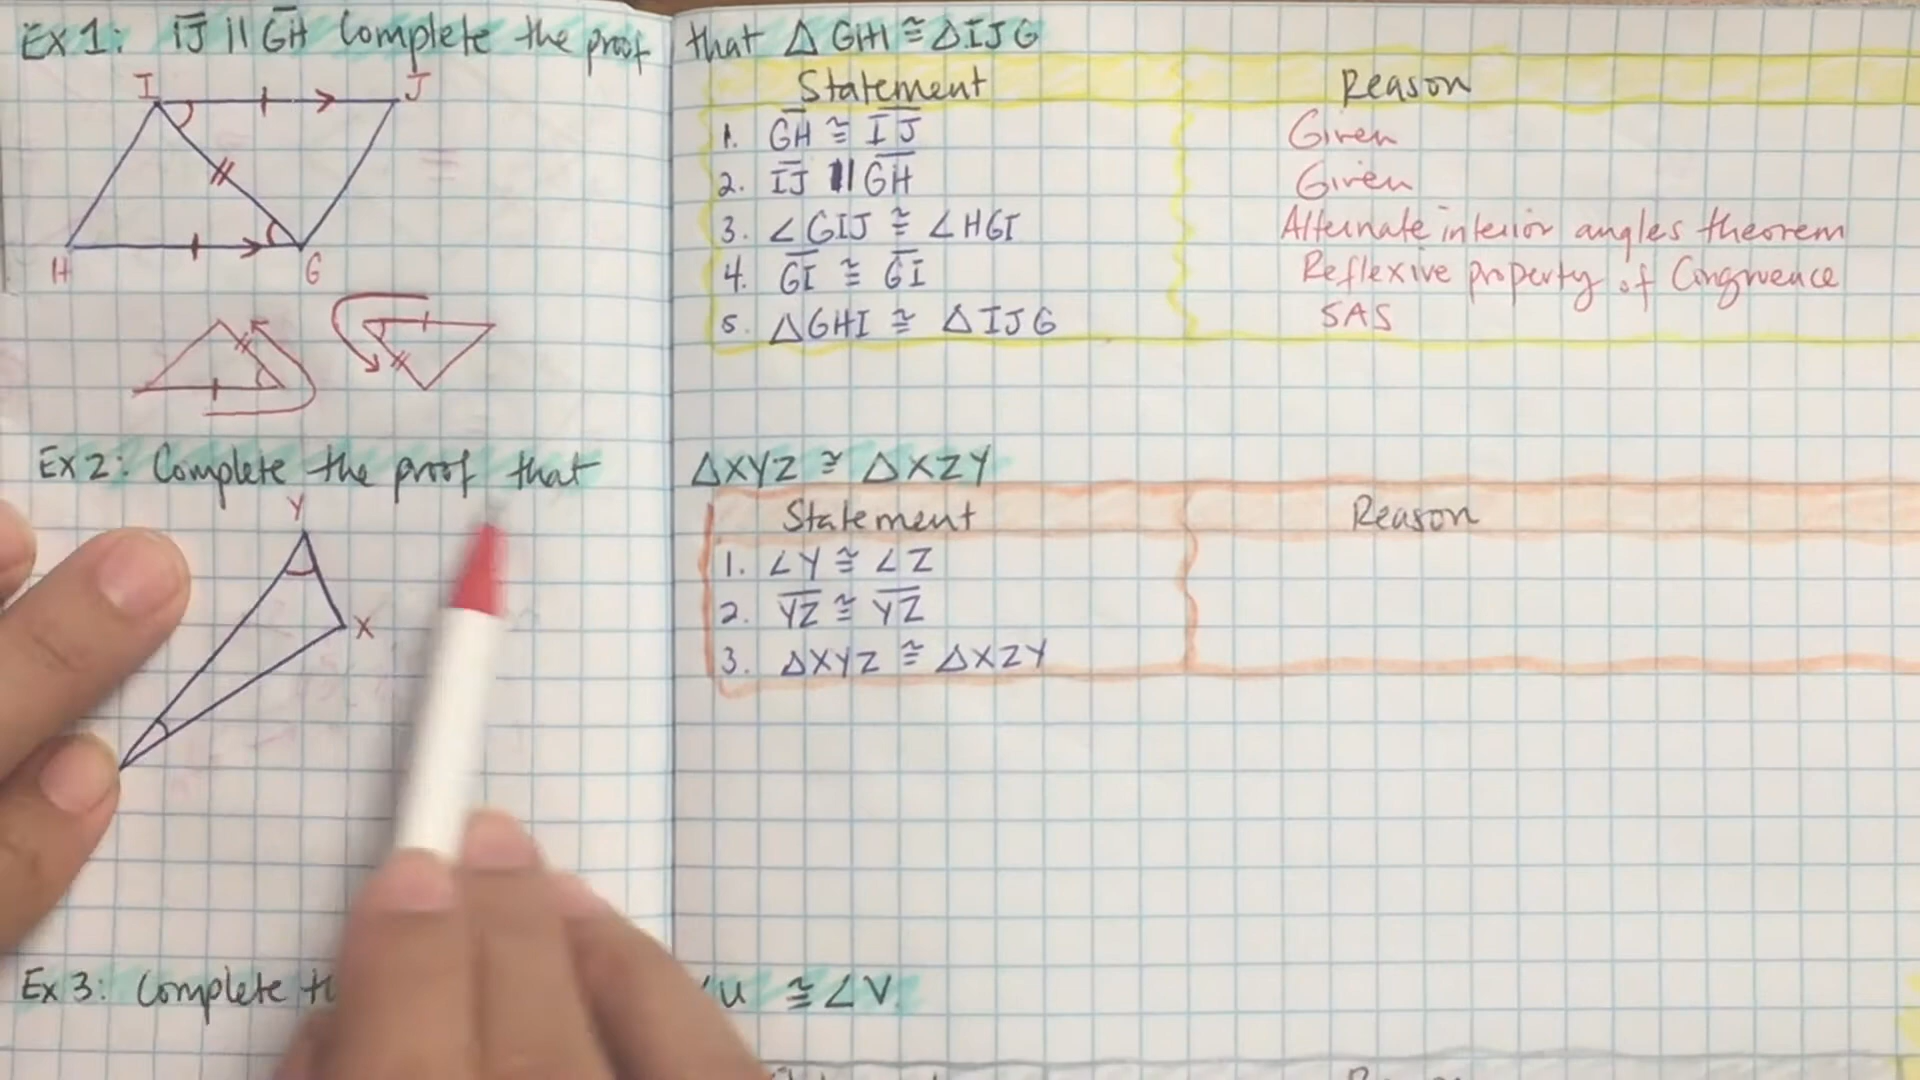 Ex 1: IJ || GH Complete the proof that △ GHI ≅ △ IJG
I
J
H
G
Statement Reason
1. GH ≅ IJ Given
2. IJ || GH Given
3. ∠GIJ ≅ ∠HGI Alternate interior angles theorem
4. GI ≅ GI Reflexive property of Congruence
5. △GHI ≅ △IJG SAS
Ex 2: Complete the proof that △XYZ ≅ △XZY
Y
X
Statement Reason
1. ∠Y ≅ ∠Z
2. YZ ≅ YZ
3. △XYZ ≅ △XZY
Ex 3: Complete U ≅ ∠V.